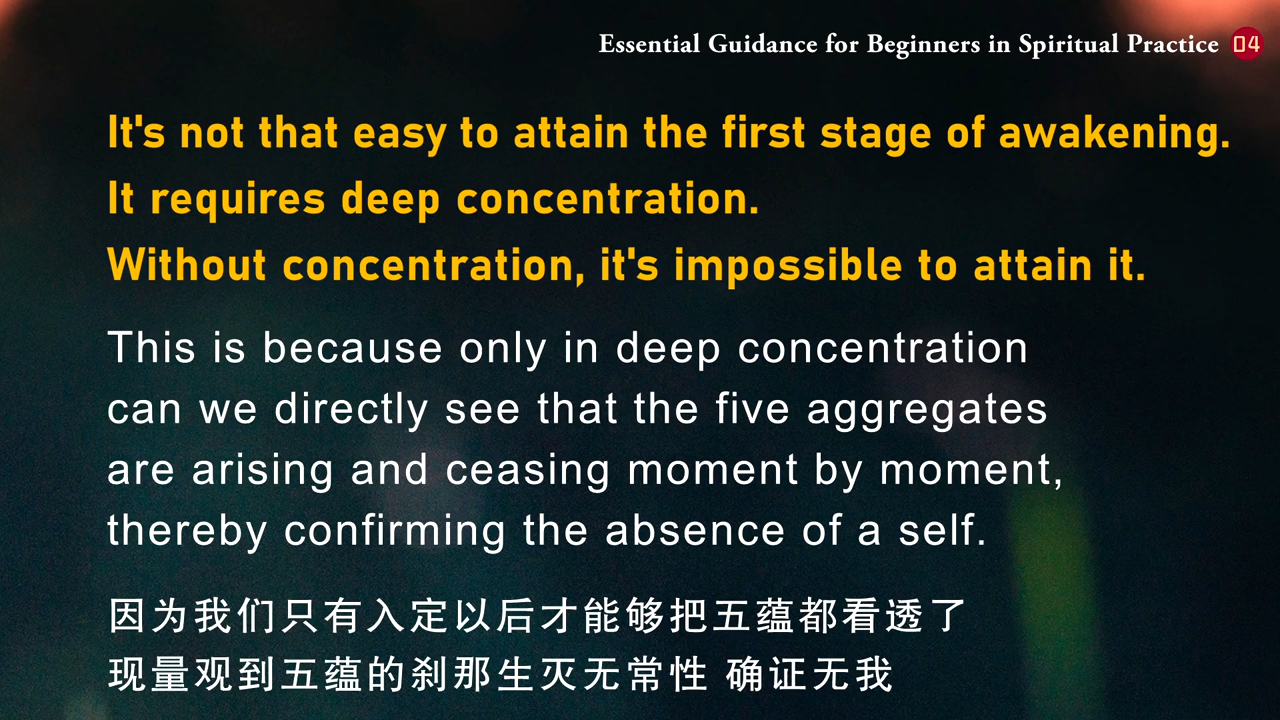 Essential Guidance for Beginners in Spiritual Practice 04
It's not that easy to attain the first stage of awakening.
It requires deep concentration.
Without concentration, it's impossible to attain it.
This is because only in deep concentration
can we directly see that the five aggregates
are arising and ceasing moment by moment,
thereby confirming the absence of a self.
因为我们只有入定以后才能够把五蕴都看透了
现量观到五蕴的刹那生灭无常性 确证无我